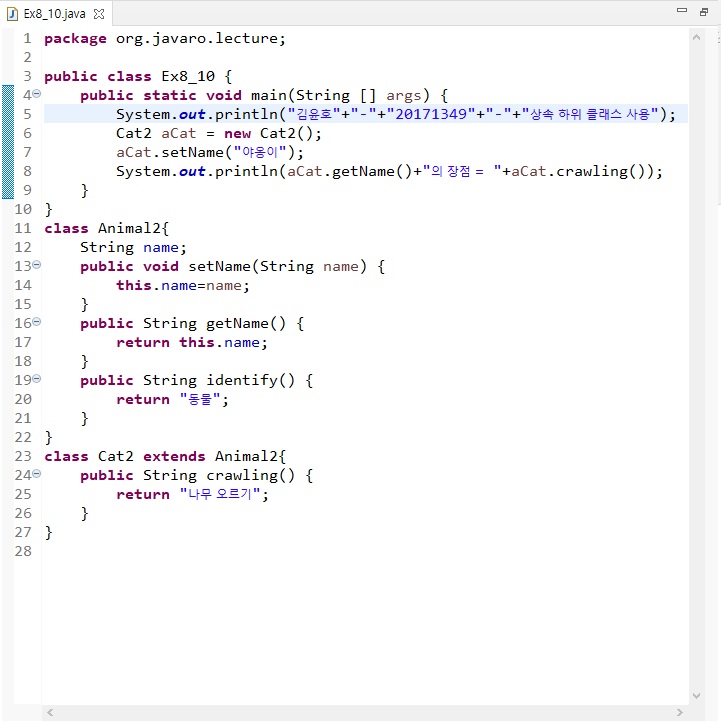 Ex8_10.java
1 package org.javaro.lecture;
2
3 public class Ex8_10 {
4     public static void main(String [] args) {
5         System.out.println("김윤호"+"-"+"20171349"+"-"+"상속 하위 클래스 사용");
6         Cat2 aCat = new Cat2();
7         aCat.setName("야옹이");
8         System.out.println(aCat.getName()+"의 장점 = "+aCat.crawling());
9     }
10 }
11 class Animal2{
12     String name;
13     public void setName(String name) {
14         this.name=name;
15     }
16     public String getName() {
17         return this.name;
18     }
19     public String identify() {
20         return "동물";
21     }
22 }
23 class Cat2 extends Animal2{
24     public String crawling() {
25         return "나무 오르기";
26     }
27 }
28